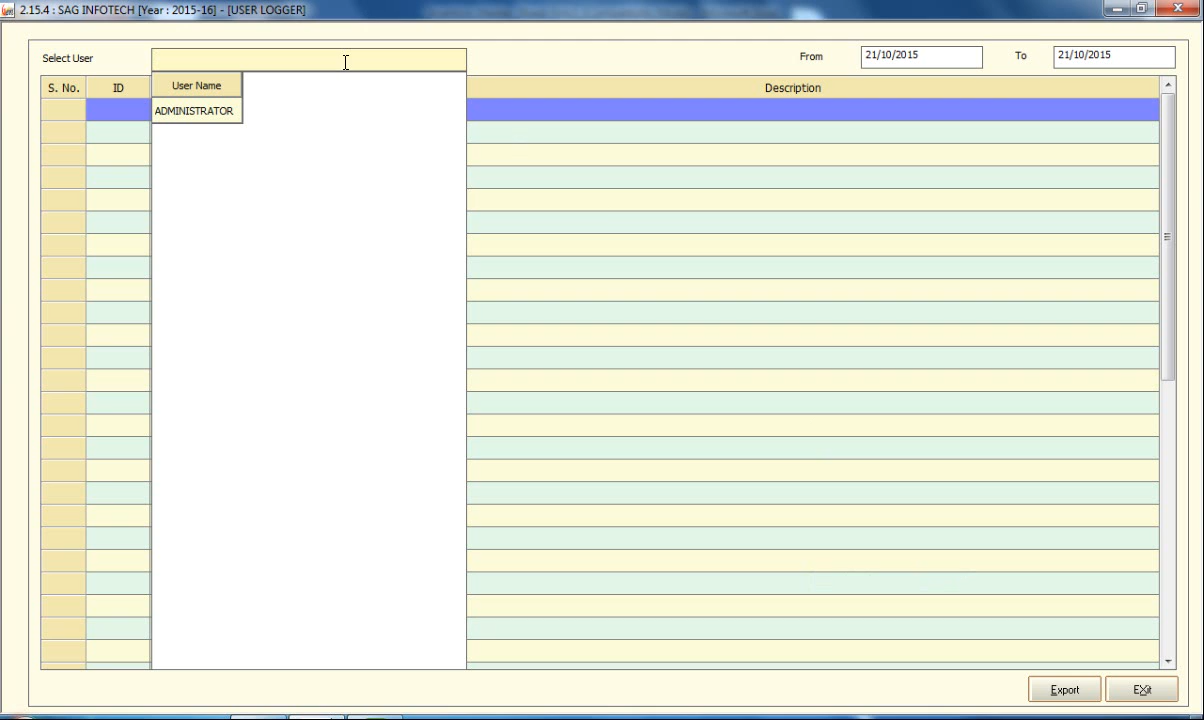 2.15.4 : SAG INFOTECH [Year : 2015-16] - [USER LOGGER]
Select User From 21/10/2015 To 21/10/2015
S. No. ID User Name Description
ADMINISTRATOR
Export Exit